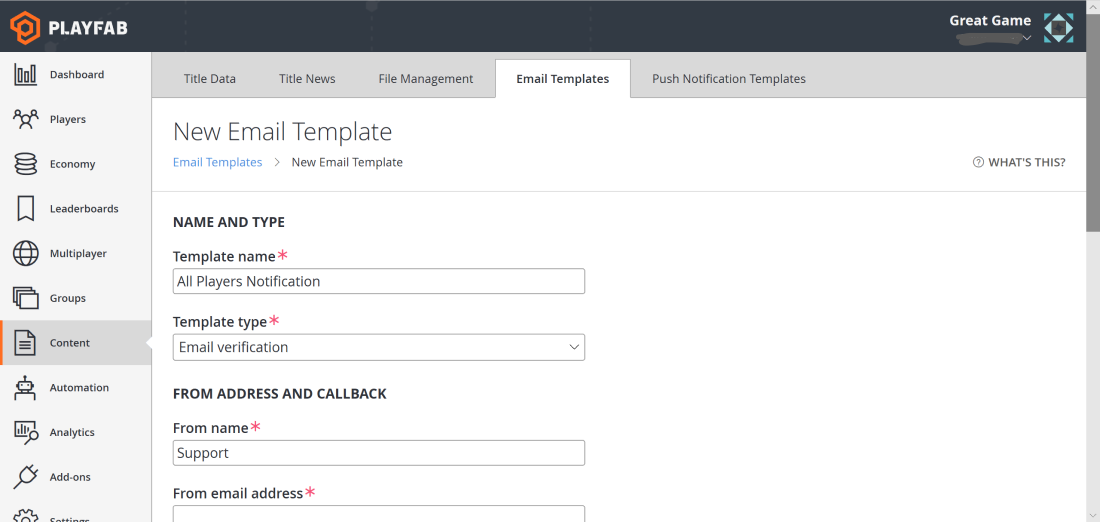 PLAYFAB
Great Game
Dashboard
Players
Economy
Leaderboards
Multiplayer
Groups
Content
Automation
Analytics
Add-ons
Settings
Title Data
Title News
File Management
Email Templates
Push Notification Templates
New Email Template
Email Templates > New Email Template
? WHAT'S THIS?
NAME AND TYPE
Template name*
All Players Notification
Template type*
Email verification
FROM ADDRESS AND CALLBACK
From name*
Support
From email address*